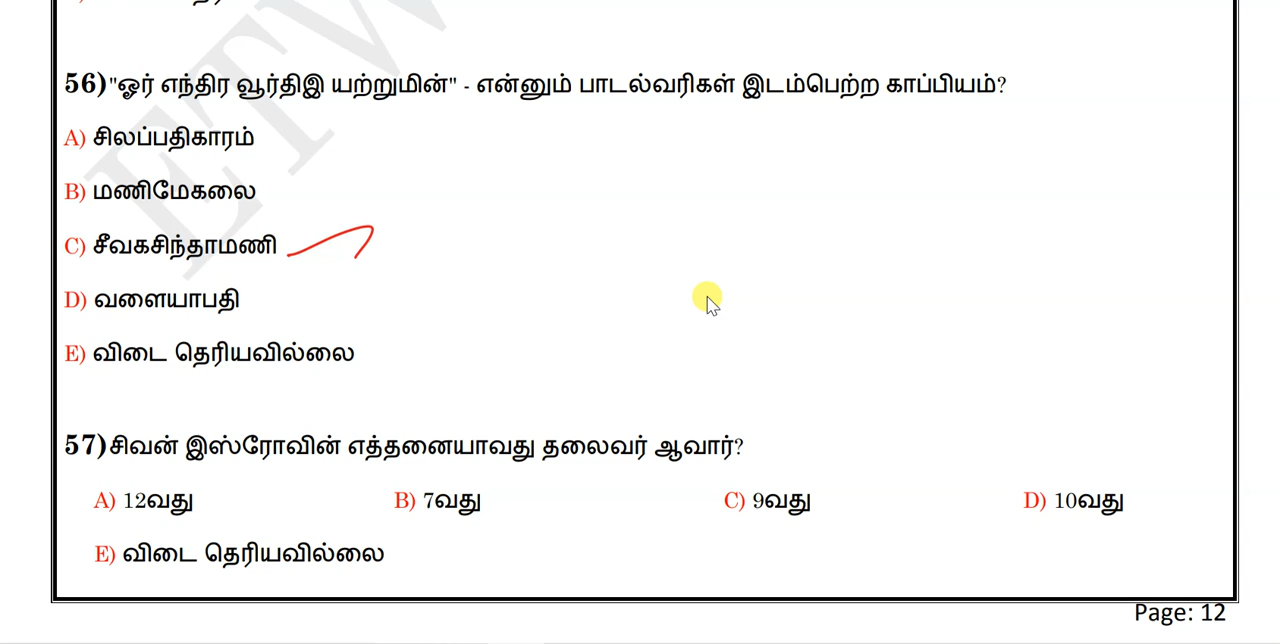 56)"ஓர் எந்திர வூர்திஇ யற்றுமின்" - என்னும் பாடல்வரிகள் இடம்பெற்ற காப்பியம்?
A) சிலப்பதிகாரம்
B) மணிமேகலை
C) சீவகசிந்தாமணி
D) வளையாபதி
E) விடை தெரியவில்லை
57)சிவன் இஸ்ரோவின் எத்தனையாவது தலைவர் ஆவார்?
A) 12வது B) 7வது C) 9வது D) 10வது
E) விடை தெரியவில்லை
Page: 12